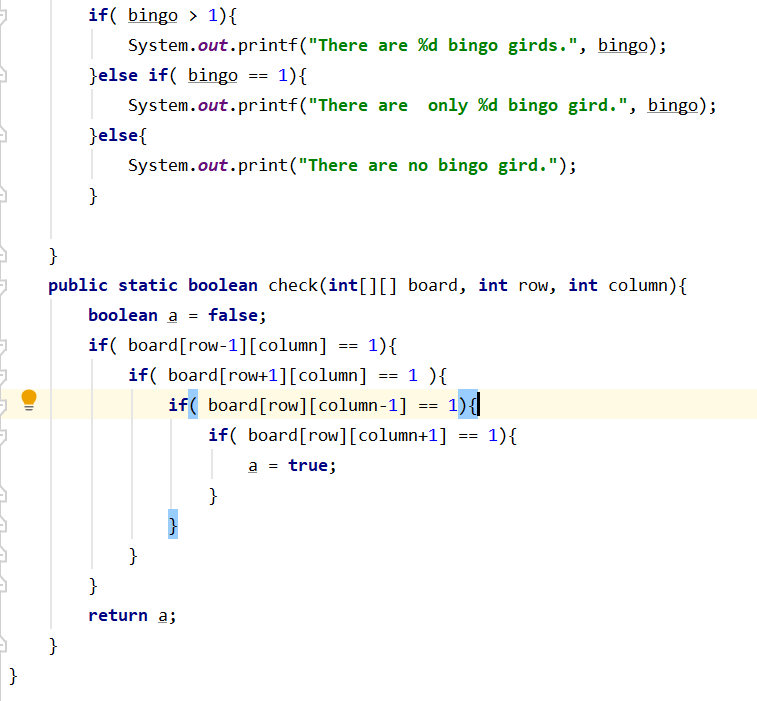 if( bingo > 1){
System.out.printf("There are %d bingo girds.", bingo);
}else if( bingo == 1){
System.out.printf("There are  only %d bingo gird.", bingo);
}else{
System.out.print("There are no bingo gird.");
}
}
public static boolean check(int[][] board, int row, int column){
boolean a = false;
if( board[row-1][column] == 1){
if( board[row+1][column] == 1 ){
if( board[row][column-1] == 1){
if( board[row][column+1] == 1){
a = true;
}
}
}
}
return a;
}
}